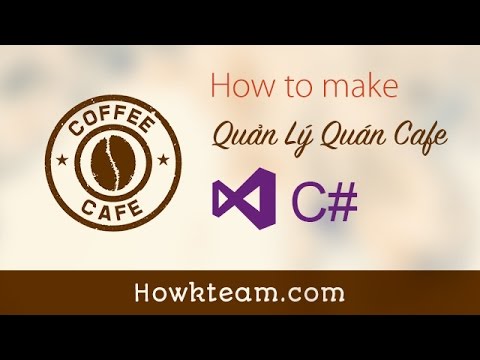 COFFEE
CAFE
How to make
Quản Lý Quán Cafe
C#
Howkteam.com